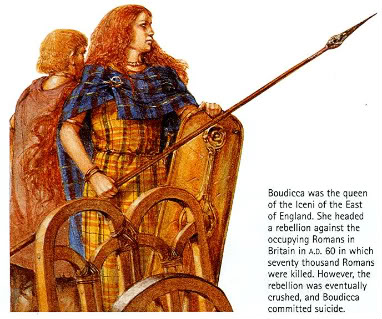 Boudicca was the queen
of the Iceni of the East
of England. She headed
a rebellion against the
occupying Romans in
Britain in A.D. 60 in which
seventy thousand Romans
were killed. However, the
rebellion was eventually
crushed, and Boudicca
committed suicide.